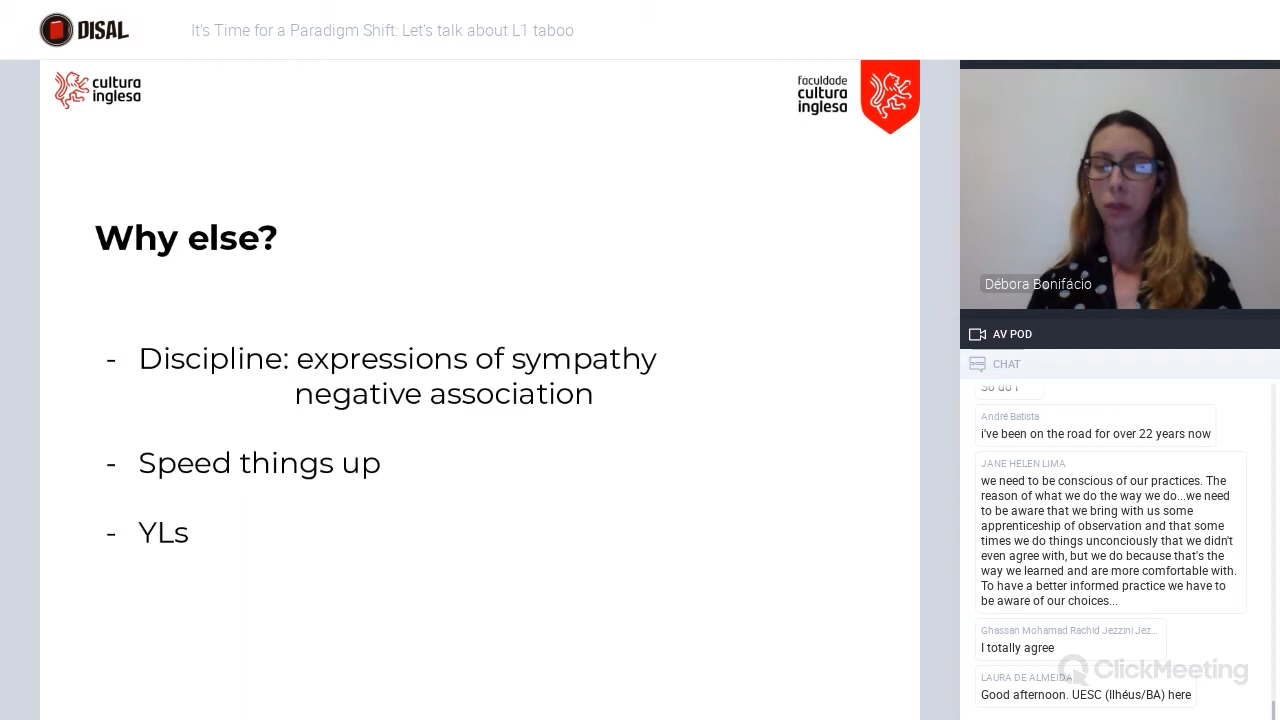 DISAL
It's Time for a Paradigm Shift: Let's talk about L1 taboo
cultura
inglesa
faculdade
cultura
inglesa
Why else?
- Discipline: expressions of sympathy
negative association
- Speed things up
- YLs
Débora Bonifácio
AV POD
CHAT
So do I
André Batista
i've been on the road for over 22 years now
JANE HELEN LIMA
we need to be conscious of our practices. The
reason of what we do the way we do...we need
to be aware that we bring with us some
apprenticeship of observation and that some
times we do things unconciously that we didn't
even agree with, but we do because that's the
way we learned and are more comfortable with.
To have a better informed practice we have to
be aware of our choices...
Ghassan Mohamad Rachid Jezzini Jez...
I totally agree
ClickMeeting
LAURA DE ALMEIDA
Good afternoon. UESC (Ilhéus/BA) here